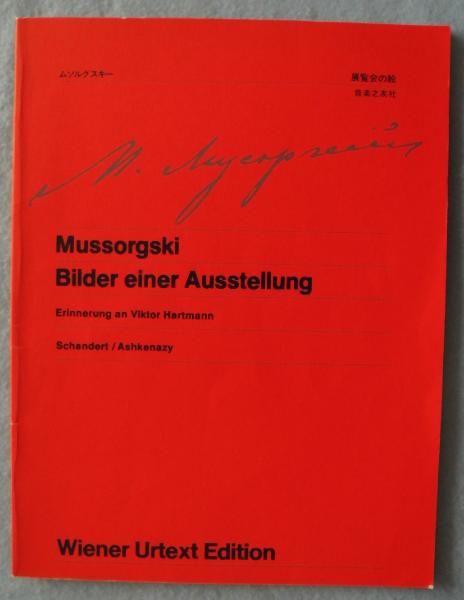 ムソルグスキー
展覧会の絵
音楽之友社
М. Мусоргскій
Mussorgski
Bilder einer Ausstellung
Erinnerung an Viktor Hartmann
Schandert / Ashkenazy
Wiener Urtext Edition